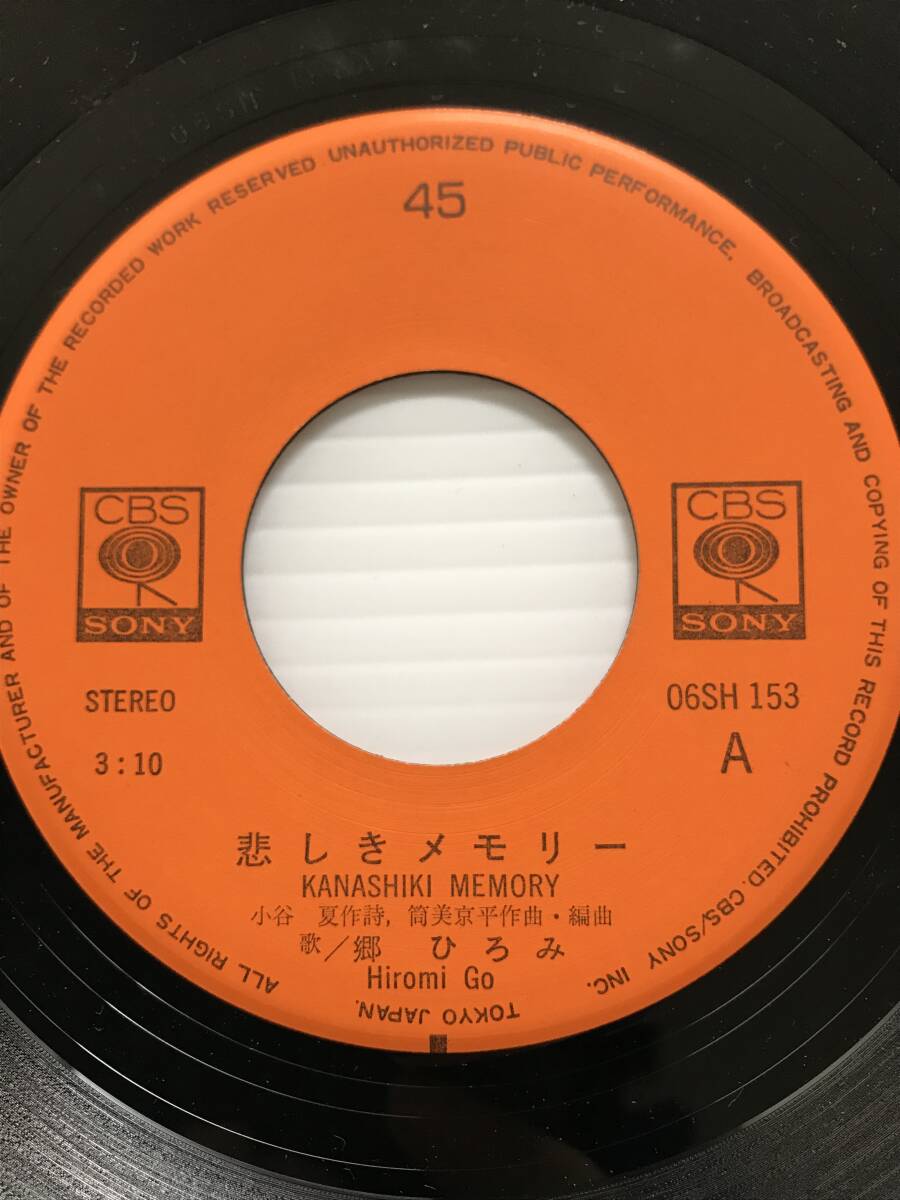 ALL RIGHTS OF THE MANUFACTURER AND OF THE OWNER OF THE RECORDED WORK RESERVED UNAUTHORIZED PUBLIC PERFORMANCE, BROADCASTING AND COPYING OF THIS RECORD PROHIBITED. CBS/SONY INC.
TOKYO JAPAN.
45
CBS
SONY
CBS
SONY
STEREO
06SH 153
3:10
A
悲しきメモリー
KANASHIKI MEMORY
小谷 夏作詩, 筒美京平作曲・編曲
歌/郷 ひろみ
Hiromi Go